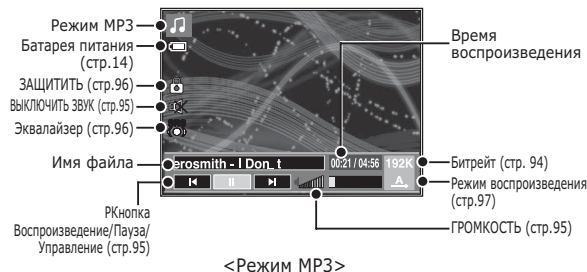 Режим MP3
Батарея питания
(стр.14)
ЗАЩИТИТЬ (стр.96)
ВЫКЛЮЧИТЬ ЗВУК (стр.95)
Эквалайзер (стр.96)
Имя файла
РКнопка
Воспроизведение/Пауза/
Управление (стр.95)
erosmith - I Don_t
00:21 / 04:56
192K
A
Время
воспроизведения
Битрейт (стр. 94)
Режим воспроизведения
(стр.97)
ГРОМКОСТЬ (стр.95)
<Режим MP3>